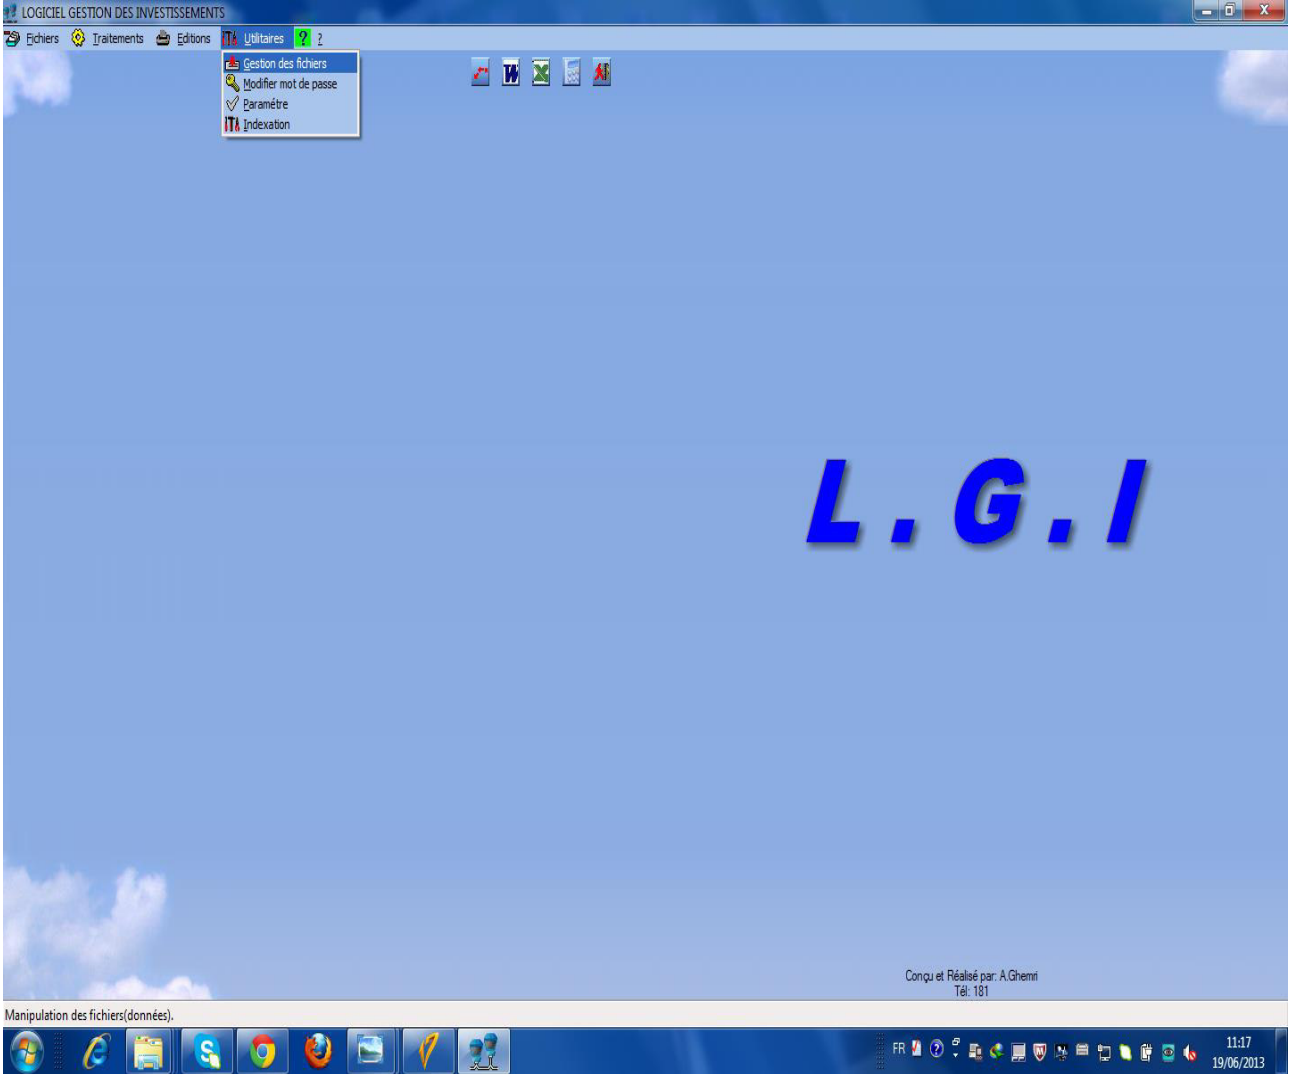 LOGICIEL GESTION DES INVESTISSEMENTS
Fichiers Traitements Editions Utilitaires ? ?
Gestion des fichiers
Modifier mot de passe
Paramétre
Indexation
L.G.I
Conçu et Réalisé par: A.Ghemri
Tél: 181
Manipulation des fichiers(données).
FR
11:17
19/06/2013